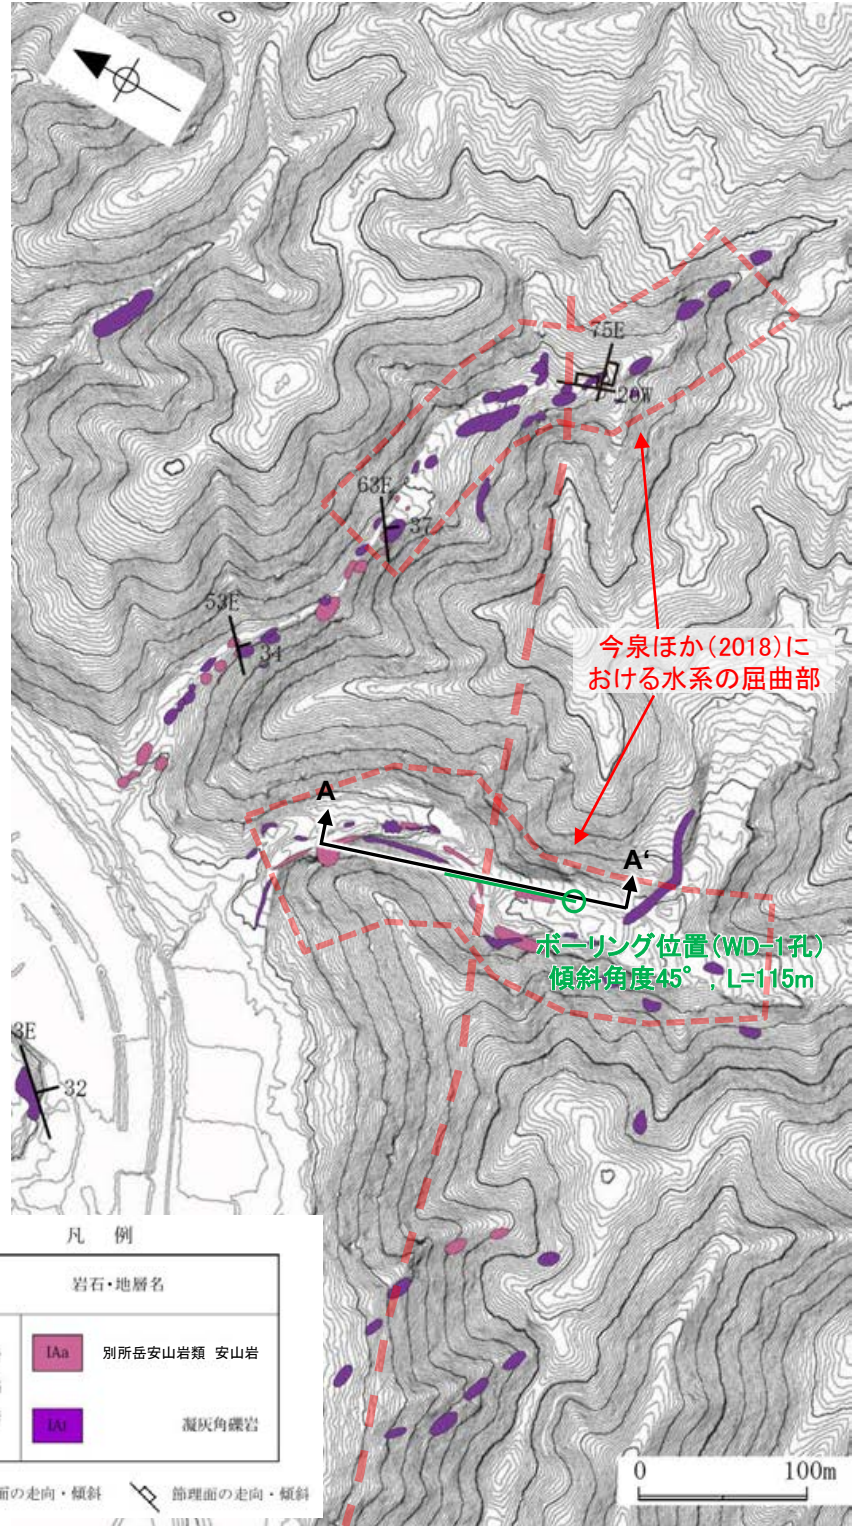 75E
20W
63E
37
53E
34
今泉ほか(2018)に
おける水系の屈曲部
A
A‘
ボーリング位置(WD-1孔)
傾斜角度45°, L=115m
3E
32
凡 例
岩石・地層名
IAa 別所岳安山岩類 安山岩
IAt 凝灰角礫岩
面の走向・傾斜 節理面の走向・傾斜
0 100m